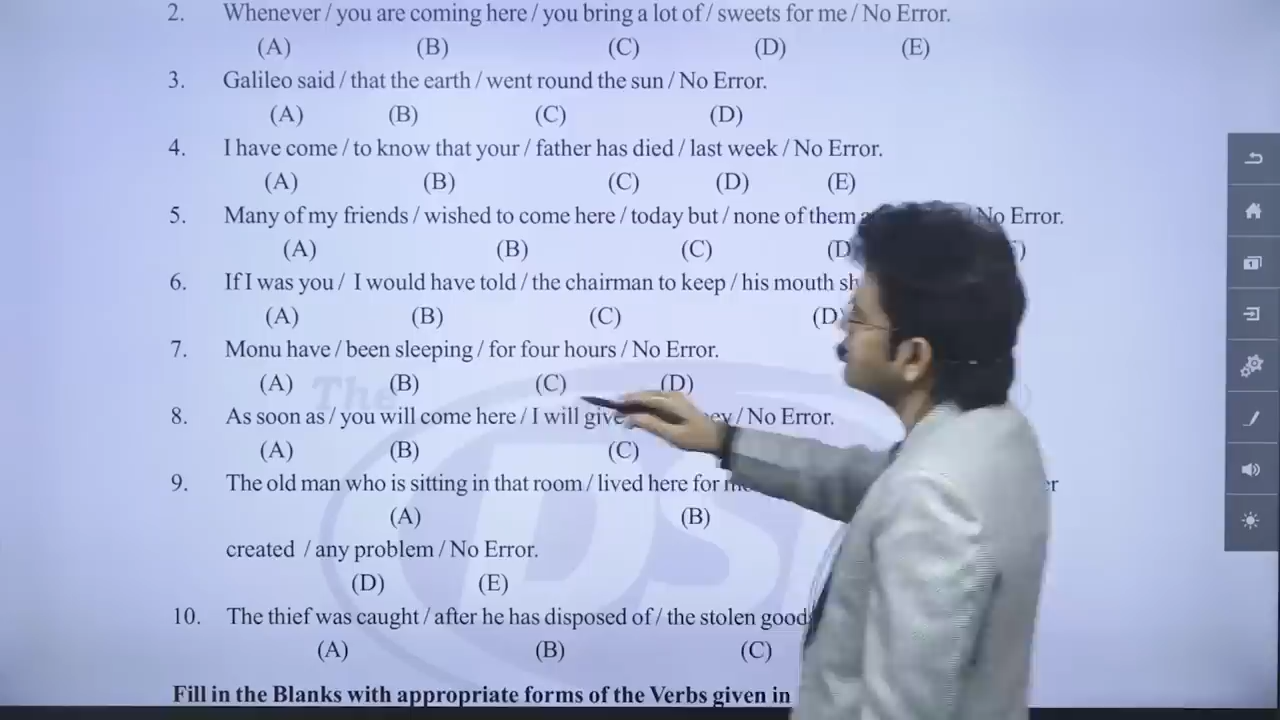 2. Whenever / you are coming here / you bring a lot of / sweets for me / No Error.
(A) (B) (C) (D) (E)
3. Galileo said / that the earth / went round the sun / No Error.
(A) (B) (C) (D)
4. I have come / to know that your / father has died / last week / No Error.
(A) (B) (C) (D) (E)
5. Many of my friends / wished to come here / today but / none of them / No Error.
(A) (B) (C) (D
6. If I was you / I would have told / the chairman to keep / his mouth
(A) (B) (C) (D
7. Monu have / been sleeping / for four hours / No Error.
(A) (B) (C) (D)
8. As soon as / you will come here / I will give / No Error.
(A) (B) (C)
9. The old man who is sitting in that room / lived here for
(A) (B)
created / any problem / No Error.
(D) (E)
10. The thief was caught / after he has disposed of / the stolen good
(A) (B) (C)
Fill in the Blanks with appropriate forms of the Verbs given in
The
DSL